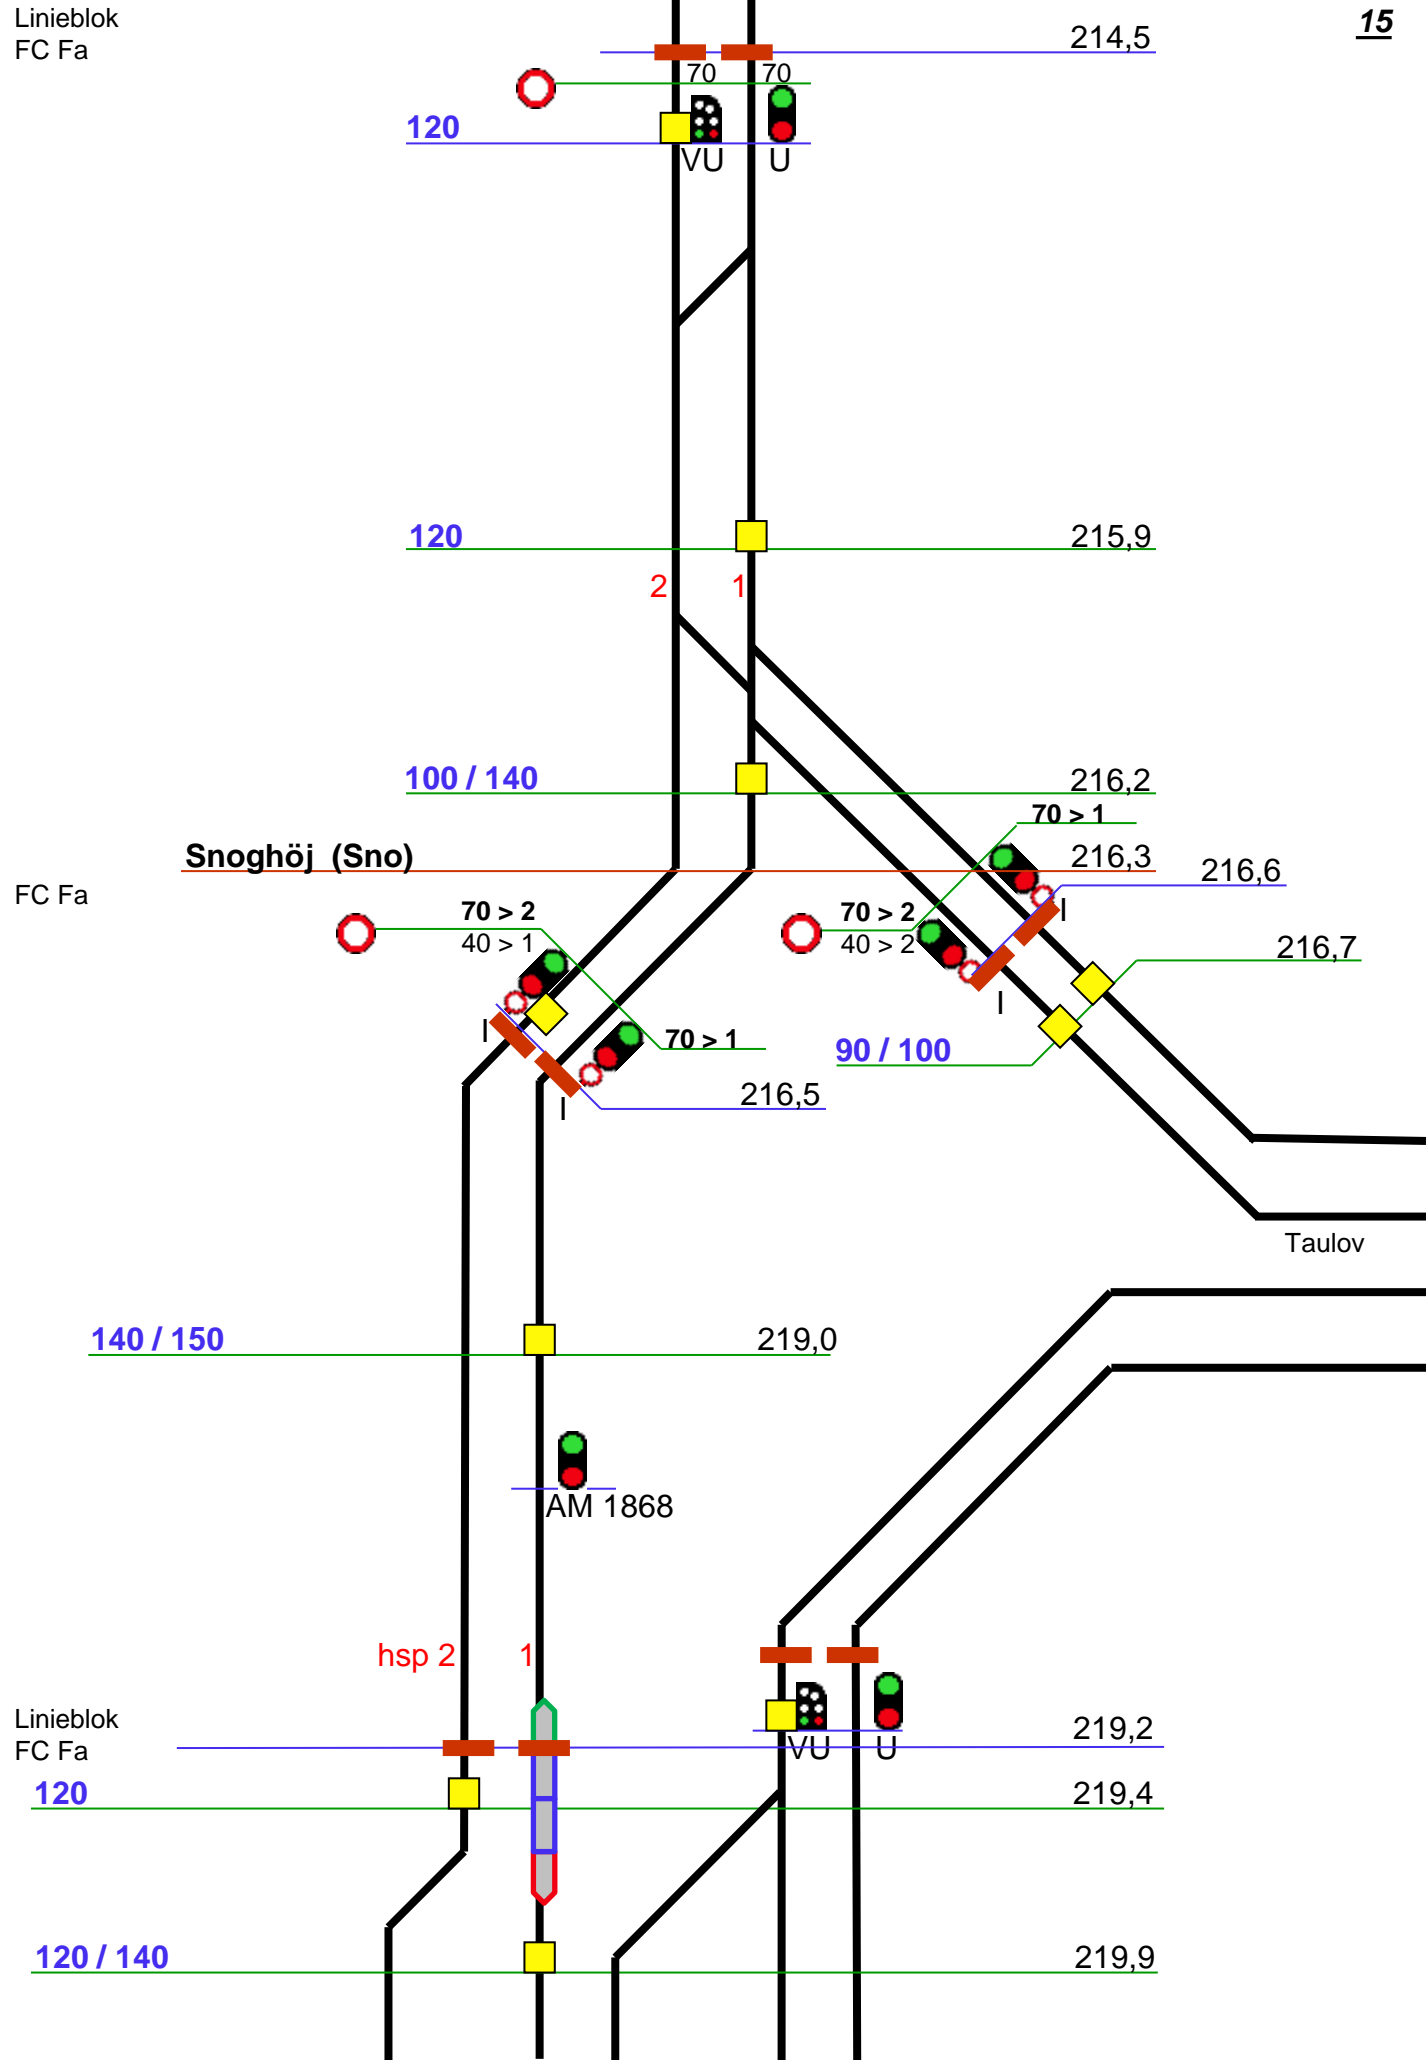 Linieblok
15
FC Fa
214,5
70
70
120
VU
U
120
215,9
2
1
100 / 140
216,2
70 > 1
Snoghöj (Sno)
216,3
216,6
FC Fa
70 > 2
40 > 1
70 > 2
40 > 2
I
216,7
I
I
70 > 1
90 / 100
216,5
I
Taulov
140 / 150
219,0
AM 1868
hsp 2
1
Linieblok
FC Fa
219,2
VU
U
120
219,4
120 / 140
219,9